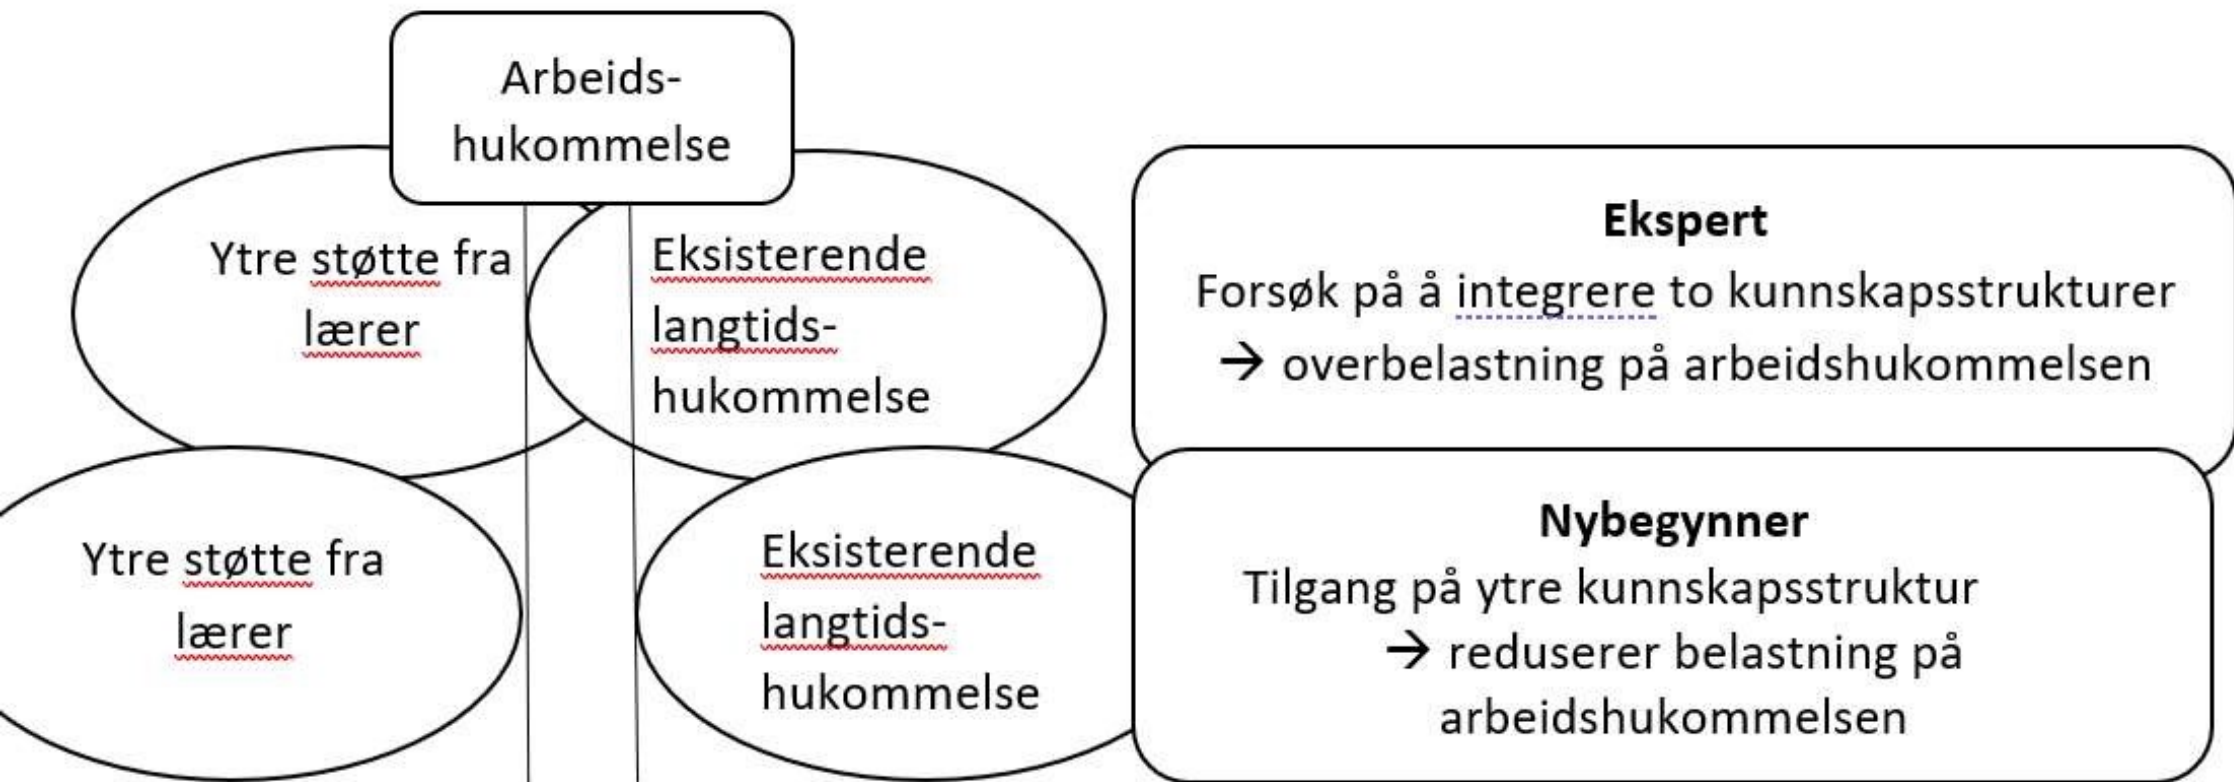 Arbeids-
hukommelse
Ytre støtte fra
lærer
Eksisterende
langtids-
hukommelse
Ekspert
Forsøk på å integrere to kunnskapsstrukturer
→ overbelastning på arbeidshukommelsen
Ytre støtte fra
lærer
Eksisterende
langtids-
hukommelse
Nybegynner
Tilgang på ytre kunnskapsstruktur
→ reduserer belastning på
arbeidshukommelsen